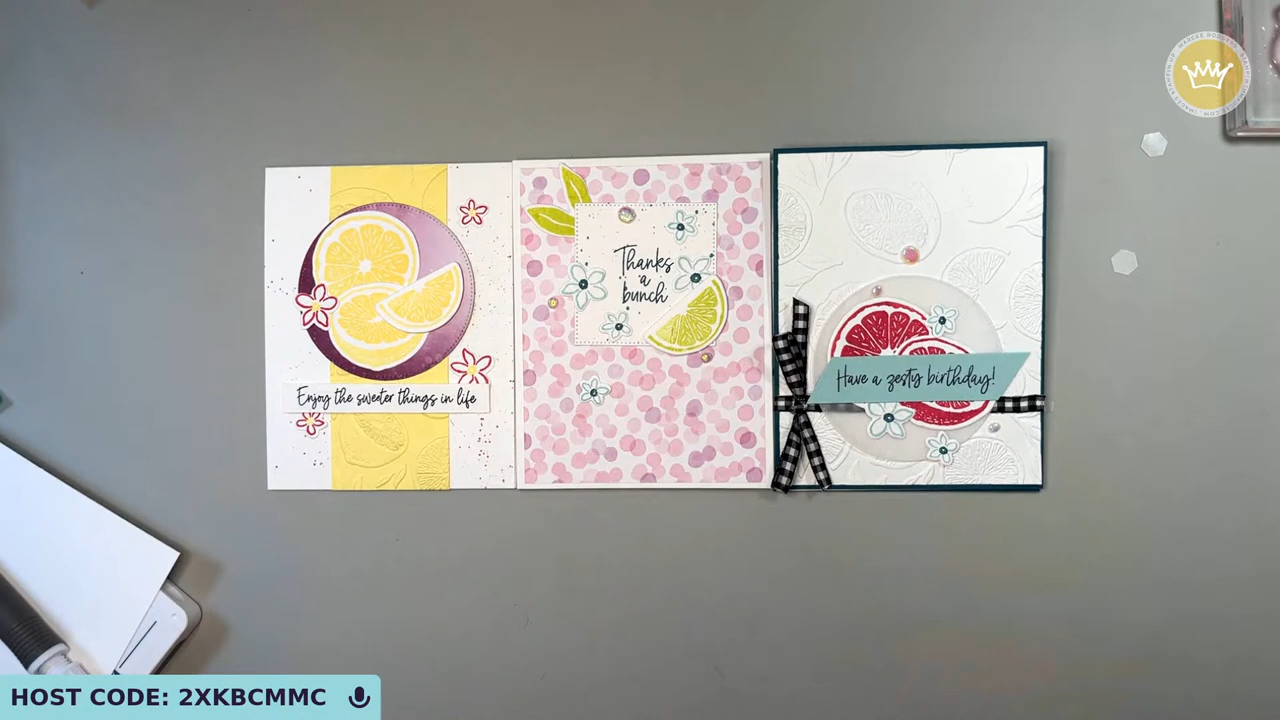 Enjoy the sweeter things in life
Thanks
a
bunch
Have a zesty birthday!
HOST CODE: 2XKBCMMC